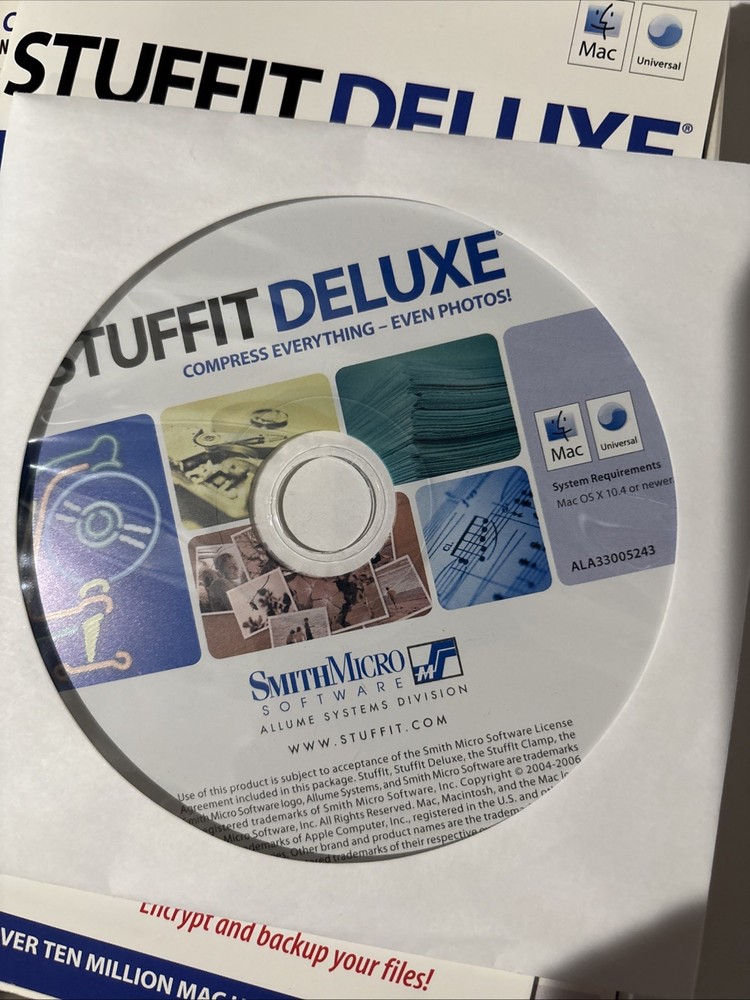 C
N
STUFFIT DELUXE®
Mac
Universal
STUFFIT DELUXE®
COMPRESS EVERYTHING – EVEN PHOTOS!
Mac
Universal
System Requirements
Mac OS X 10.4 or newer
ALA33005243
SMITHMICRO
SOFTWARE
ALLUME SYSTEMS DIVISION
WWW.STUFFIT.COM
Use of this product is subject to acceptance of the Smith Micro Software License
Agreement included in this package. StuffIt, StuffIt Deluxe, the StuffIt Clamp, the
Smith Micro Software logo, Allume Systems, and Smith Micro Software are trademarks
gistered trademarks of Smith Micro Software, Inc. Copyright © 2004-2006
Micro Software, Inc. All Rights Reserved. Mac, Macintosh, and the Mac lo
demarks of Apple Computer, Inc., registered in the U.S. and o
es. Other brand and product names are the tradem
red trademarks of their respective
Encrypt and backup your files!
VER TEN MILLION MAC U